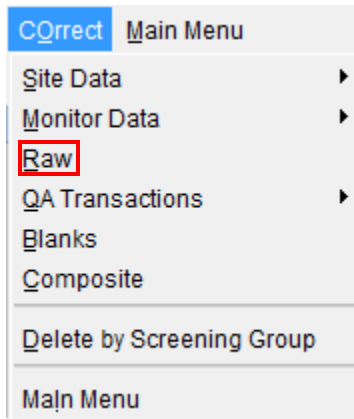 COrrect Main Menu
Site Data
Monitor Data
Raw
QA Transactions
Blanks
Composite
Delete by Screening Group
MaIn Menu